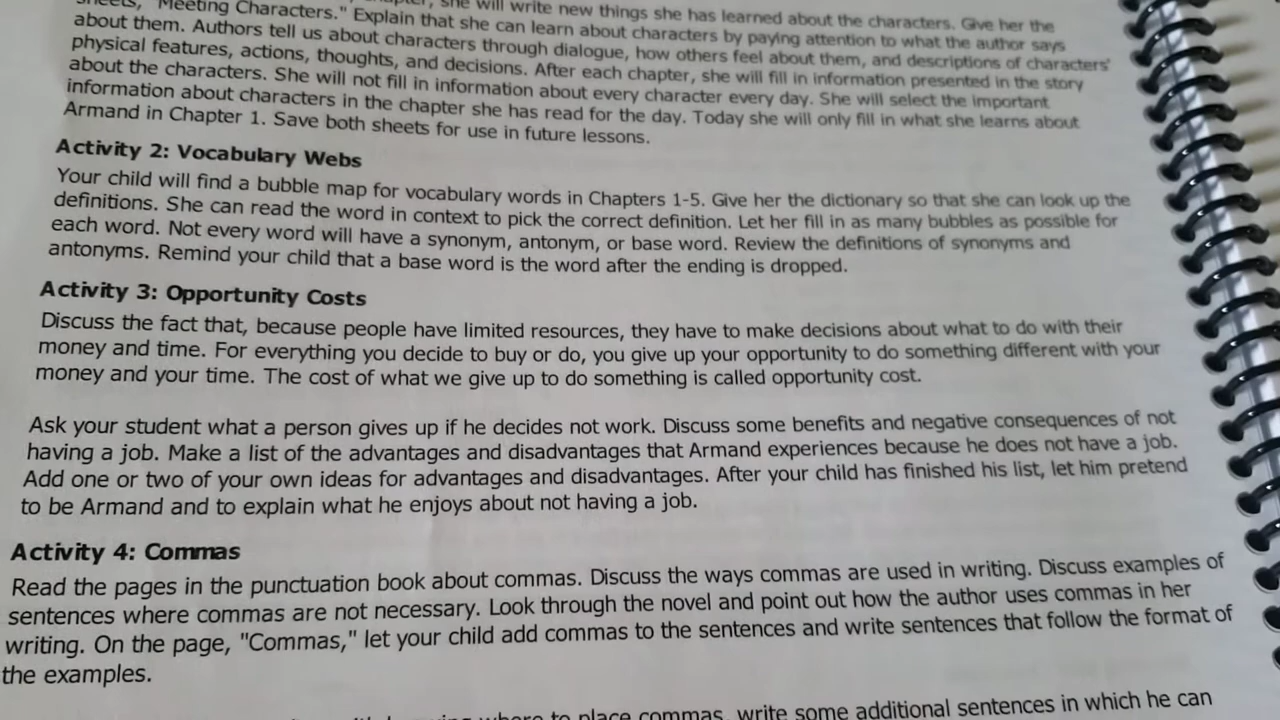 sheets, "Meeting Characters." Explain that she can learn about characters by paying attention to what the author says
she will write new things she has learned about the characters. Give her the
about them. Authors tell us about characters through dialogue, how others feel about them, and descriptions of characters'
physical features, actions, thoughts, and decisions. After each chapter, she will fill in information presented in the story
about the characters. She will not fill in information about every character every day. She will select the important
information about characters in the chapter she has read for the day. Today she will only fill in what she learns about
Armand in Chapter 1. Save both sheets for use in future lessons.
Activity 2: Vocabulary Webs
Your child will find a bubble map for vocabulary words in Chapters 1-5. Give her the dictionary so that she can look up the
definitions. She can read the word in context to pick the correct definition. Let her fill in as many bubbles as possible for
each word. Not every word will have a synonym, antonym, or base word. Review the definitions of synonyms and
antonyms. Remind your child that a base word is the word after the ending is dropped.
Activity 3: Opportunity Costs
Discuss the fact that, because people have limited resources, they have to make decisions about what to do with their
money and time. For everything you decide to buy or do, you give up your opportunity to do something different with your
money and your time. The cost of what we give up to do something is called opportunity cost.
Ask your student what a person gives up if he decides not work. Discuss some benefits and negative consequences of not
having a job. Make a list of the advantages and disadvantages that Armand experiences because he does not have a job.
Add one or two of your own ideas for advantages and disadvantages. After your child has finished his list, let him pretend
to be Armand and to explain what he enjoys about not having a job.
Activity 4: Commas
Read the pages in the punctuation book about commas. Discuss the ways commas are used in writing. Discuss examples of
sentences where commas are not necessary. Look through the novel and point out how the author uses commas in her
writing. On the page, "Commas," let your child add commas to the sentences and write sentences that follow the format of
the examples.
where to place commas, write some additional sentences in which he can